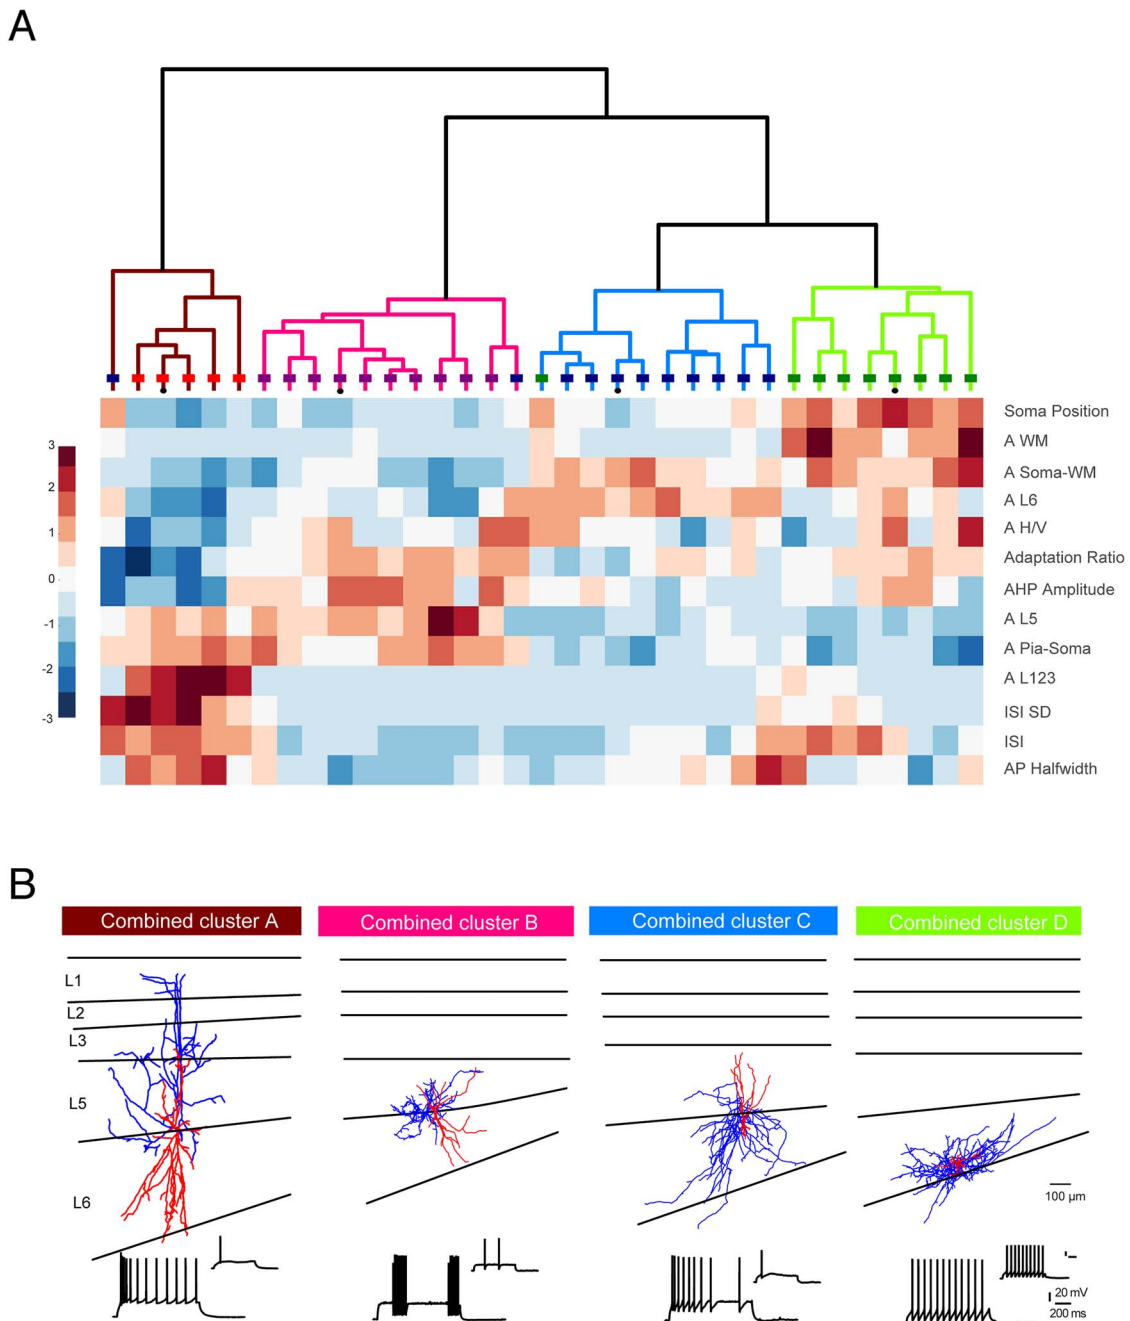 A
Soma Position
A WM
A Soma-WM
A L6
A H/V
Adaptation Ratio
AHP Amplitude
A L5
A Pia-Soma
A L123
ISI SD
ISI
AP Halfwidth
3
2
1
0
-1
-2
-3
B
Combined cluster A
Combined cluster B
Combined cluster C
Combined cluster D
L1
L2
L3
L5
L6
100 µm
20 mV
200 ms